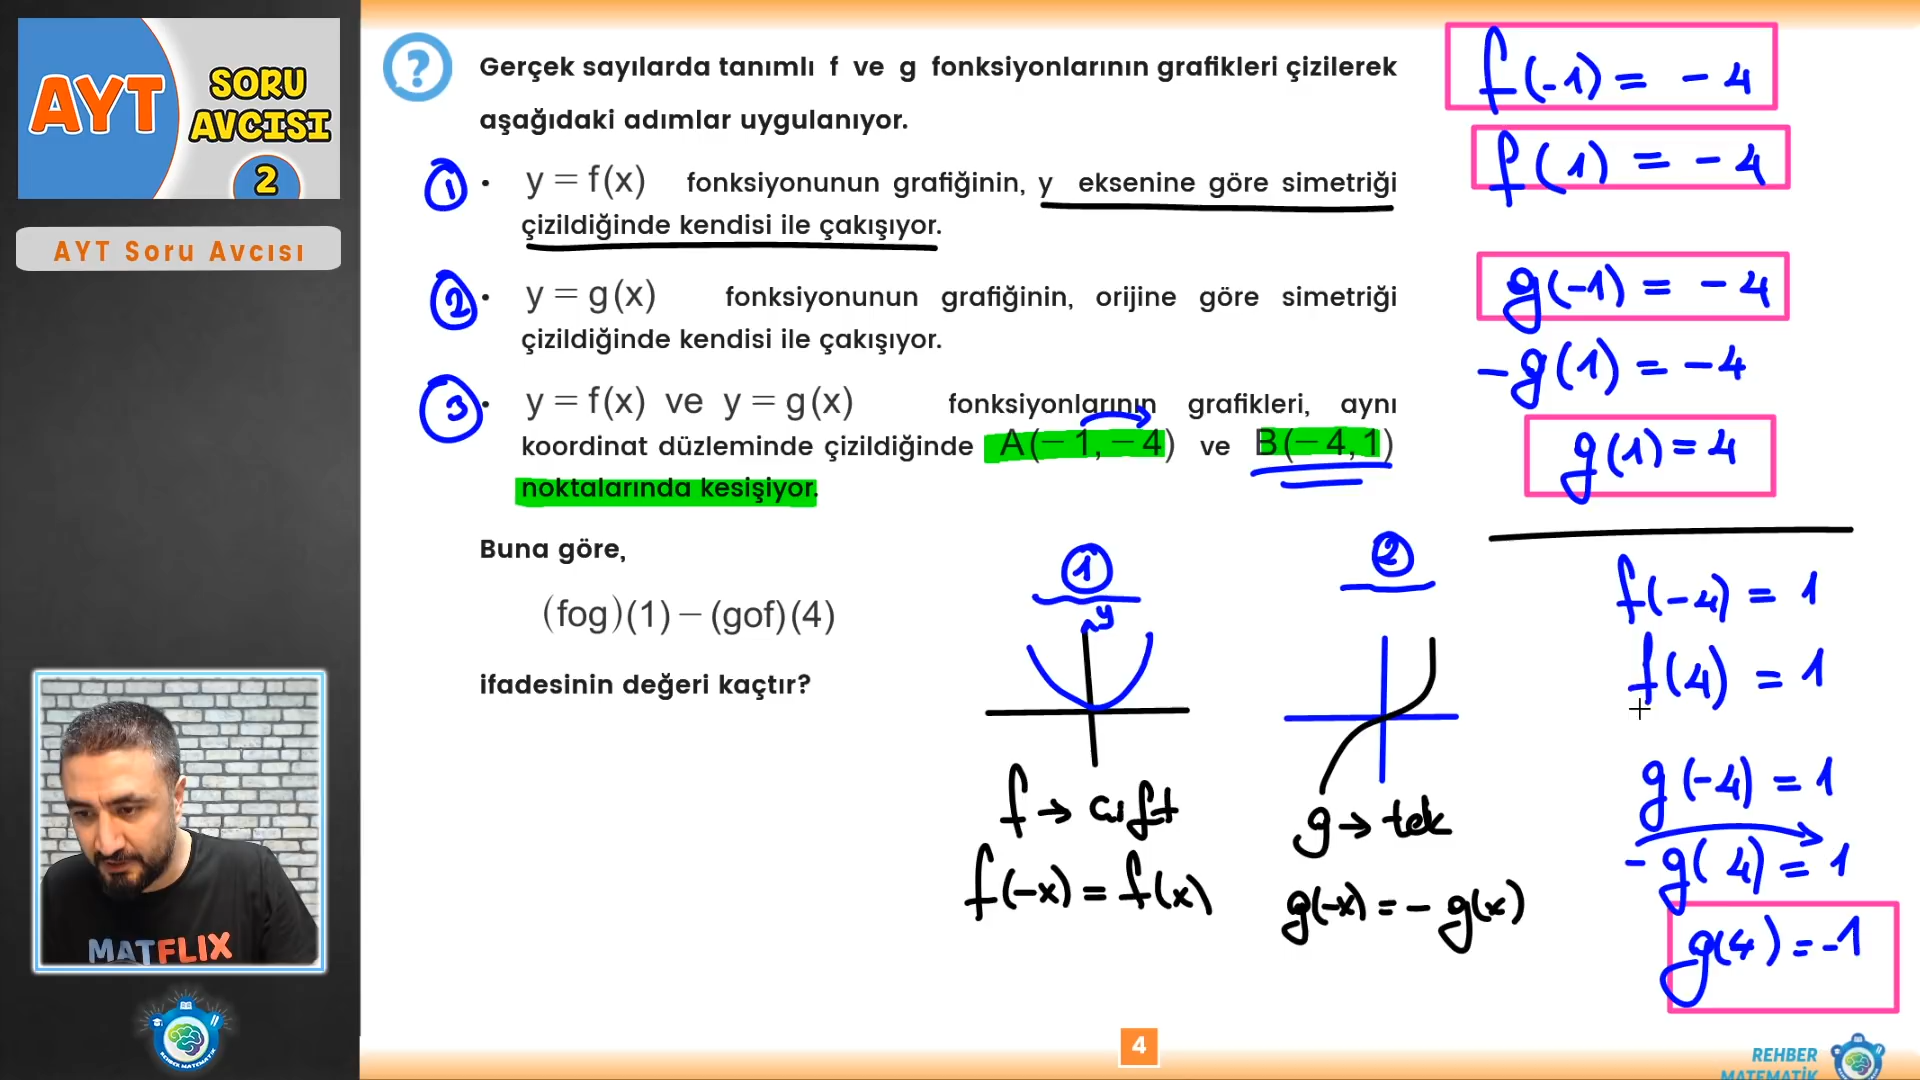 AYT
SORU
AVCISI
2
AYT Soru Avcısı
Gerçek sayılarda tanımlı f ve g fonksiyonlarının grafikleri çizilerek
aşağıdaki adımlar uygulanıyor.
① • y = f(x) fonksiyonunun grafiğinin, y eksenine göre simetriği
çizildiğinde kendisi ile çakışıyor.
② • y = g(x) fonksiyonunun grafiğinin, orijine göre simetriği
çizildiğinde kendisi ile çakışıyor.
③ • y = f(x) ve y = g(x) fonksiyonlarının grafikleri, aynı
koordinat düzleminde çizildiğinde A(−1, −4) ve B(−4, 1)
noktalarında kesişiyor.
Buna göre,
(fog)(1) − (gof)(4)
ifadesinin değeri kaçtır?
①
y
f → çift
f(-x) = f(x)
②
g → tek
g(-x) = - g(x)
f(-1) = -4
f(1) = -4
g(-1) = -4
-g(1) = -4
g(1) = 4
f(-4) = 1
f(4) = 1
g(-4) = 1
-g(4) = 1
g(4) = -1
MATFLIX
REHBER MATEMATİK
4
REHBER
MATEMATİK